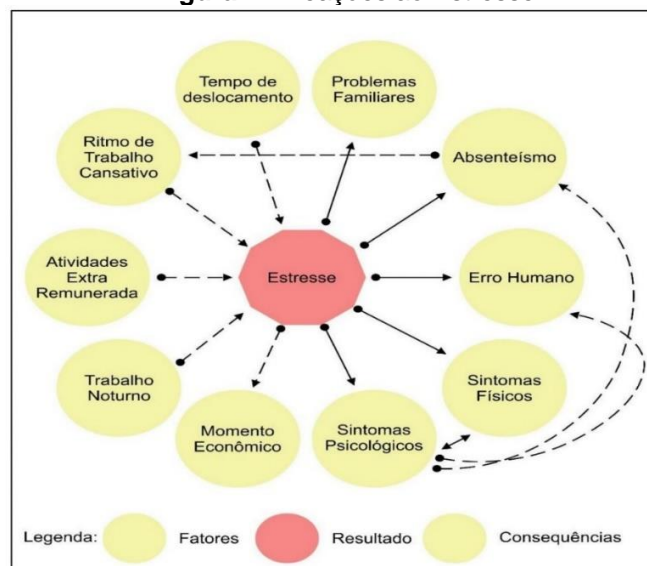 Tempo de
deslocamento
Problemas
Familiares
Ritmo de
Trabalho
Cansativo
Absenteísmo
Atividades
Extra
Remunerada
Estresse
Erro Humano
Trabalho
Noturno
Sintomas
Físicos
Momento
Econômico
Sintomas
Psicológicos
Legenda:
Fatores
Resultado
Consequências